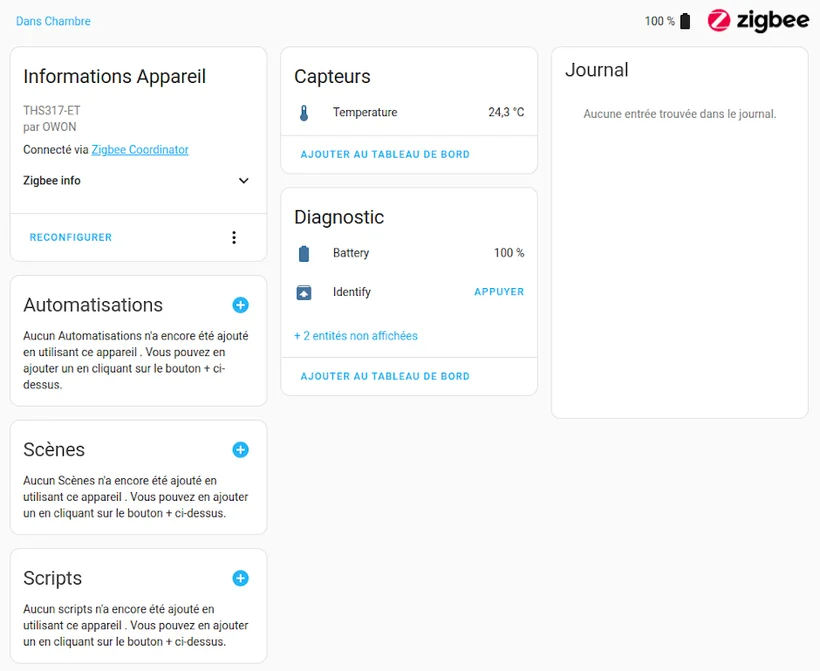 Dans Chambre
100 %
zigbee
Informations Appareil
THS317-ET
par OWON
Connecté via Zigbee Coordinator
Zigbee info
RECONFIGURER
Automatisations
Aucun Automatisations n'a encore été ajouté
en utilisant ce appareil . Vous pouvez en
ajouter un en cliquant sur le bouton + ci-
dessus.
Scènes
Aucun Scènes n'a encore été ajouté en
utilisant ce appareil . Vous pouvez en ajouter
un en cliquant sur le bouton + ci-dessus.
Scripts
Aucun scripts n'a encore été ajouté en
utilisant ce appareil . Vous pouvez en ajouter
un en cliquant sur le bouton + ci-dessus.
Capteurs
Temperature 24,3 °C
AJOUTER AU TABLEAU DE BORD
Diagnostic
Battery 100 %
Identify APPUYER
+ 2 entités non affichées
AJOUTER AU TABLEAU DE BORD
Journal
Aucune entrée trouvée dans le journal.